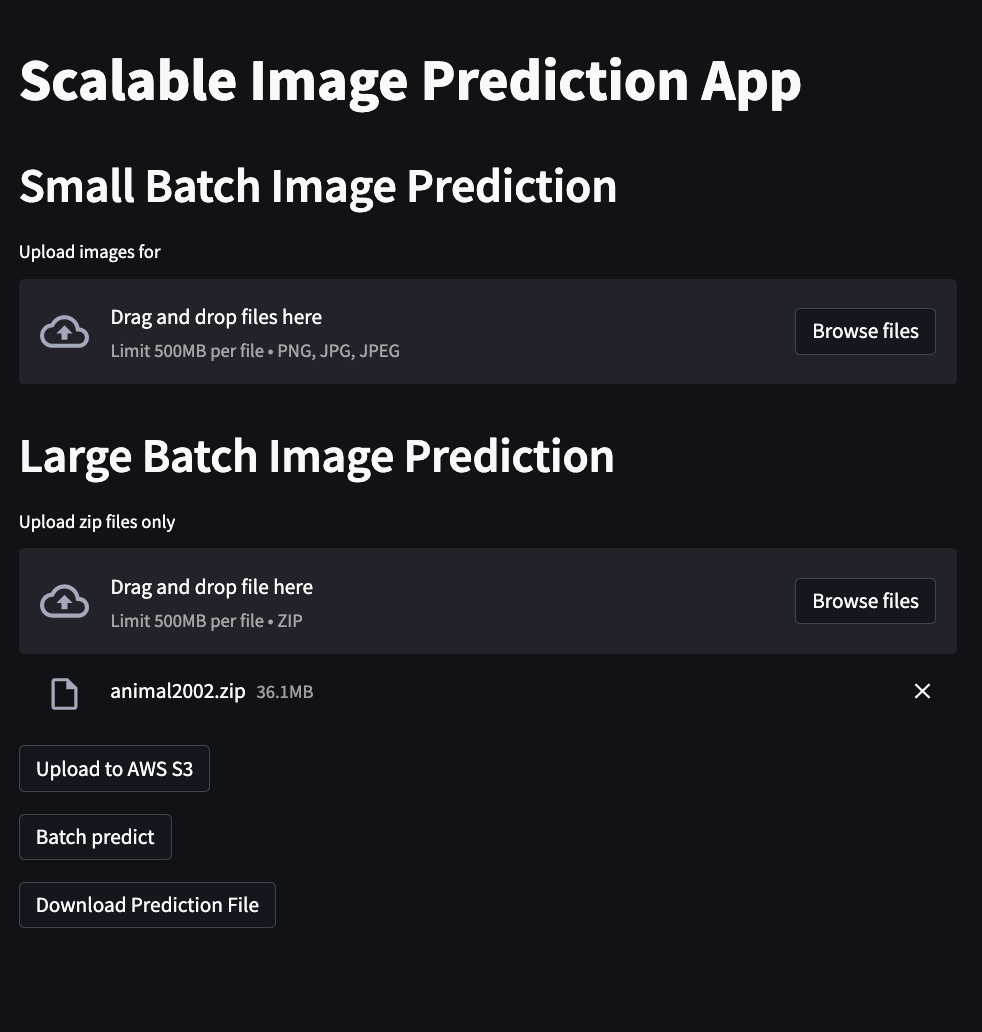 Scalable Image Prediction App
Small Batch Image Prediction
Upload images for
Drag and drop files here
Limit 500MB per file • PNG, JPG, JPEG
Browse files
Large Batch Image Prediction
Upload zip files only
Drag and drop file here
Limit 500MB per file • ZIP
Browse files
animal2002.zip 36.1MB
Upload to AWS S3
Batch predict
Download Prediction File